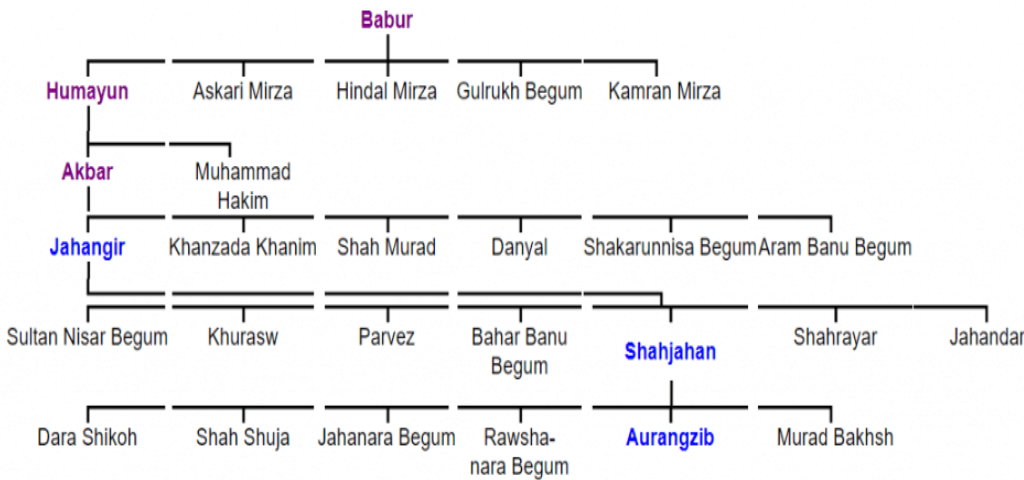 Babur
Humayun Askari Mirza Hindal Mirza Gulrukh Begum Kamran Mirza
Akbar Muhammad
Hakim
Jahangir Khanzada Khanim Shah Murad Danyal Shakarunnisa Begum Aram Banu Begum
Sultan Nisar Begum Khurasw Parvez Bahar Banu
Begum Shahjahan Shahrayar Jahandar
Dara Shikoh Shah Shuja Jahanara Begum Rawsha-
nara Begum Aurangzib Murad Bakhsh